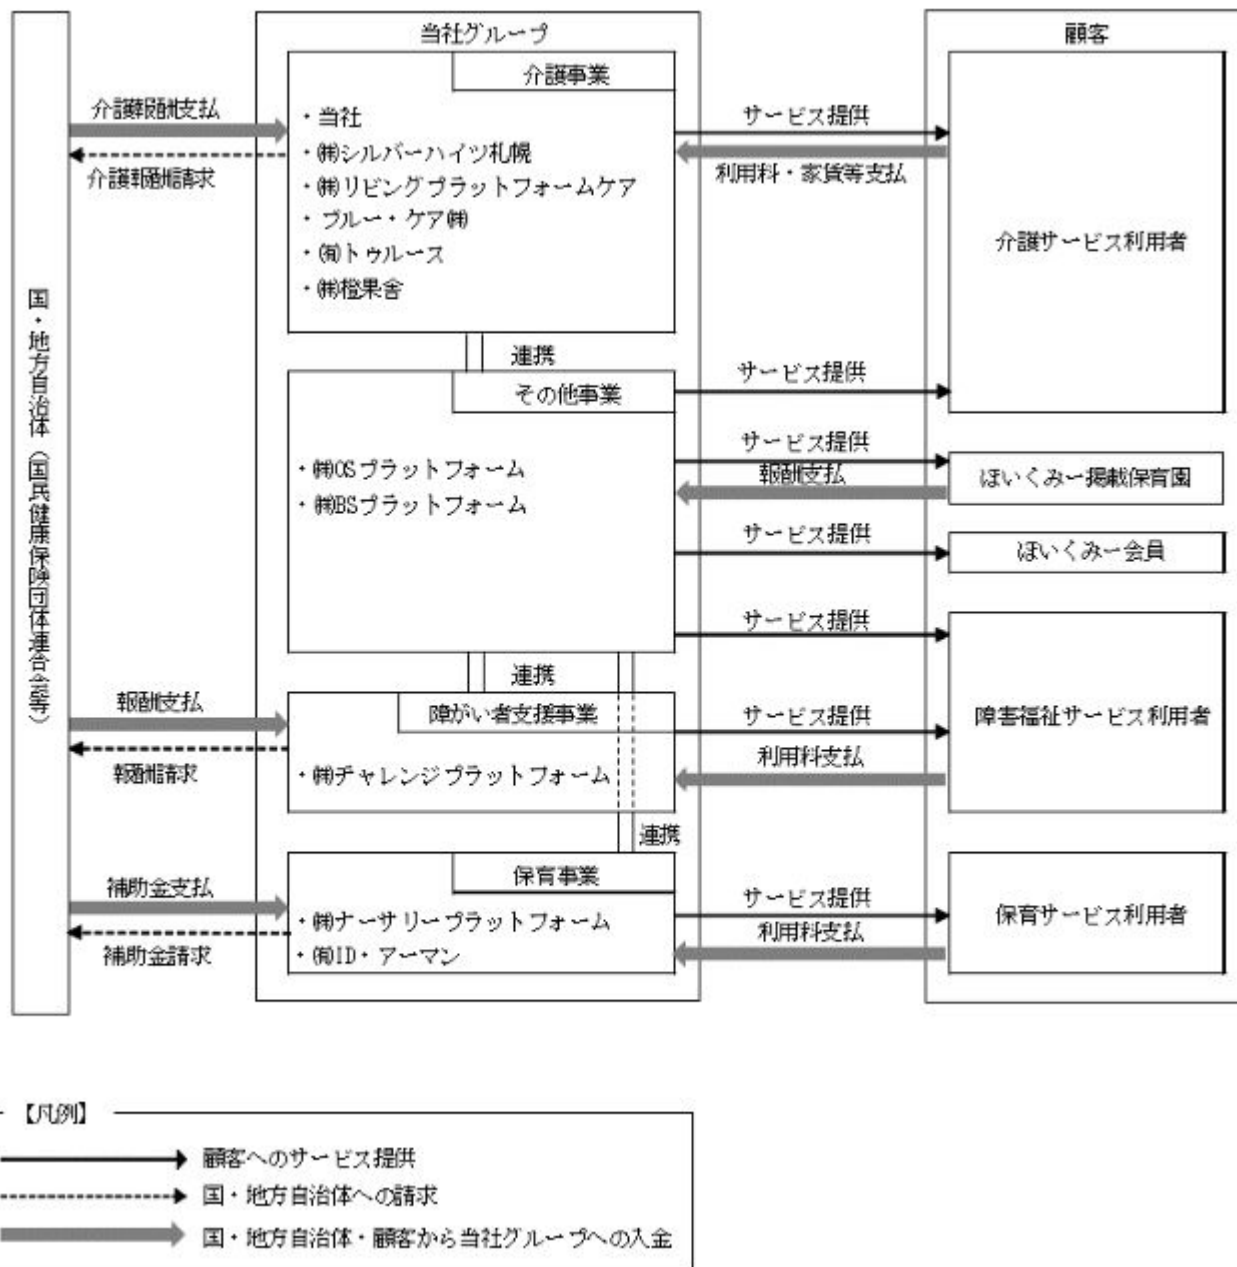 国・地方自治体（国民健康保険団体連合会等）
当社グループ
介護事業
・当社
・㈱シルバーハイツ札幌
・㈱リビングプラットフォームケア
・ブルー・ケア㈱
・㈲トゥルース
・㈱橙果舎
介護報酬支払
介護報酬請求
サービス提供
利用料・家賃等支払
顧客
介護サービス利用者
連携
その他事業
・㈱OSプラットフォーム
・㈱BSプラットフォーム
サービス提供
サービス提供
報酬支払
ほいくみー掲載保育園
サービス提供
ほいくみー会員
サービス提供
連携
障がい者支援事業
・㈱チャレンジプラットフォーム
報酬支払
報酬請求
サービス提供
利用料支払
障害福祉サービス利用者
連携
保育事業
・㈱ナーサリープラットフォーム
・㈲ID・アーマン
補助金支払
補助金請求
サービス提供
利用料支払
保育サービス利用者
【凡例】
顧客へのサービス提供
国・地方自治体への請求
国・地方自治体・顧客から当社グループへの入金